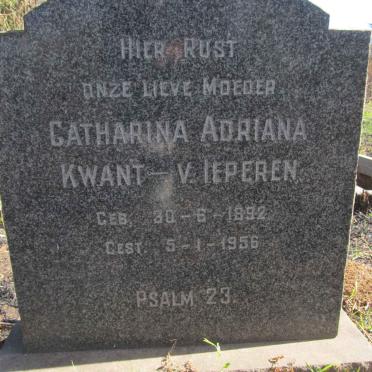 HIER RUST
ONZE LIEVE MOEDER
CATHARINA ADRIANA
KWANT - V. IEPEREN
GEB. 30-6-1892
GEST. 5-1-1956
PSALM 23.